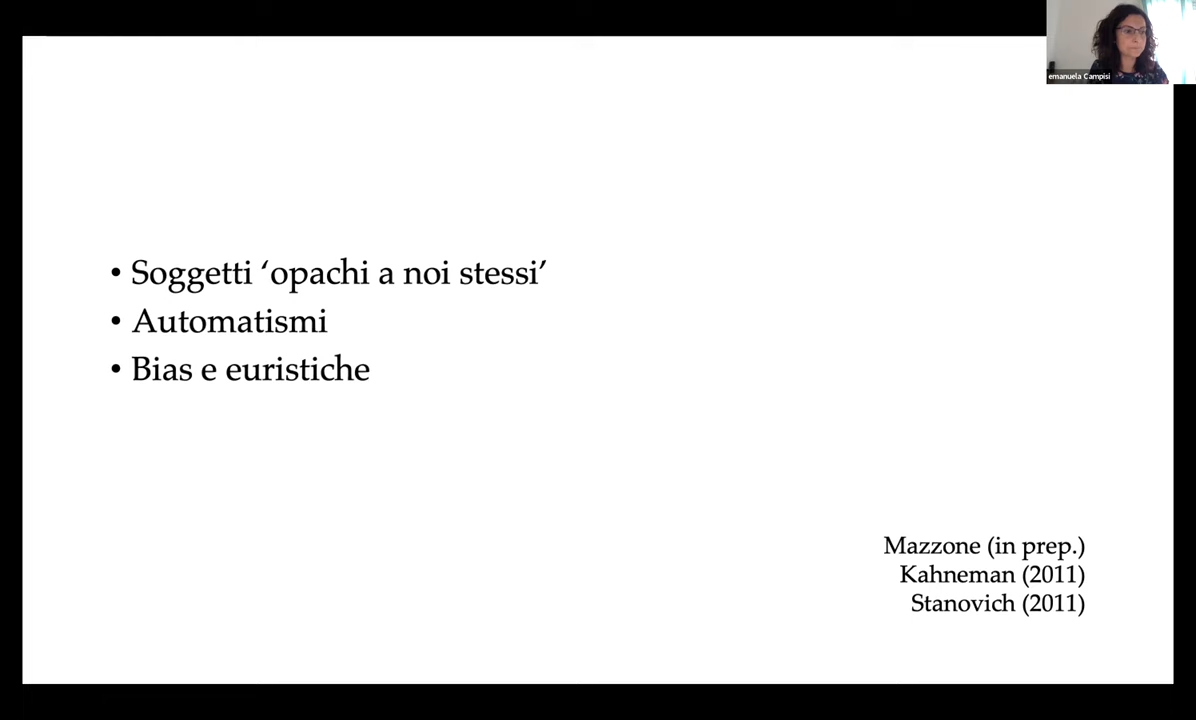 emanuela Campisi
• Soggetti ‘opachi a noi stessi’
• Automatismi
• Bias e euristiche
Mazzone (in prep.)
Kahneman (2011)
Stanovich (2011)